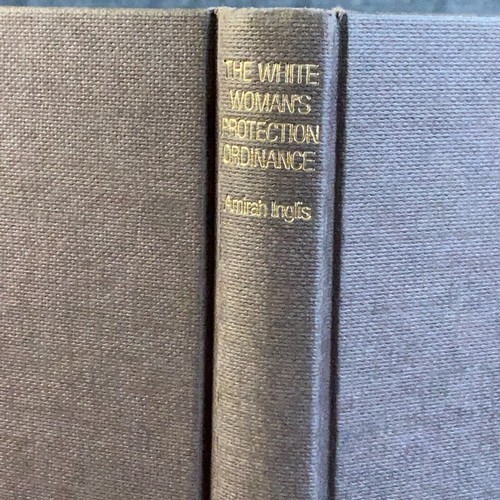 THE WHITE
WOMAN'S
PROTECTION
ORDINANCE
Amirah Inglis